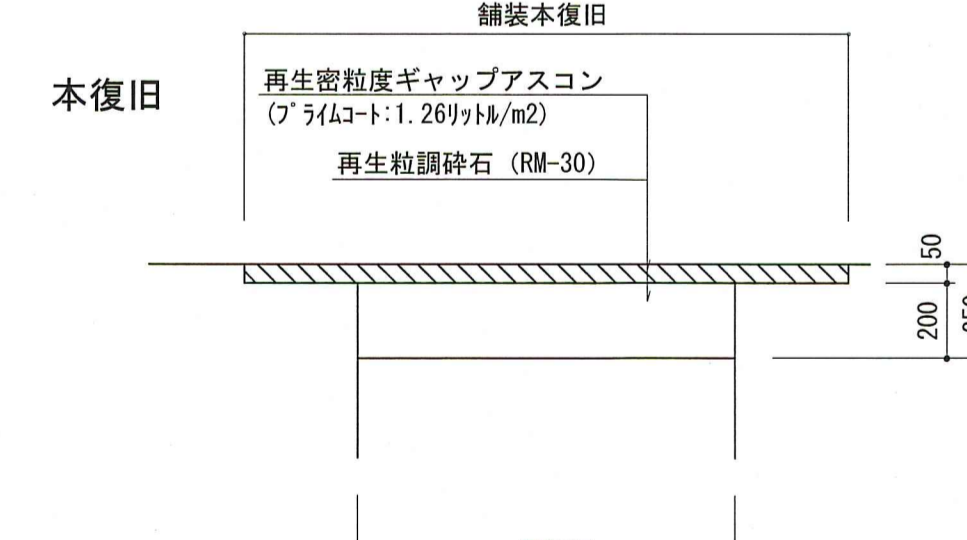 舗装本復旧
本復旧
再生密粒度ギャップアスコン
(プライムコート:1.26リットル/m2)
再生粒調砕石 (RM-30)
50
200